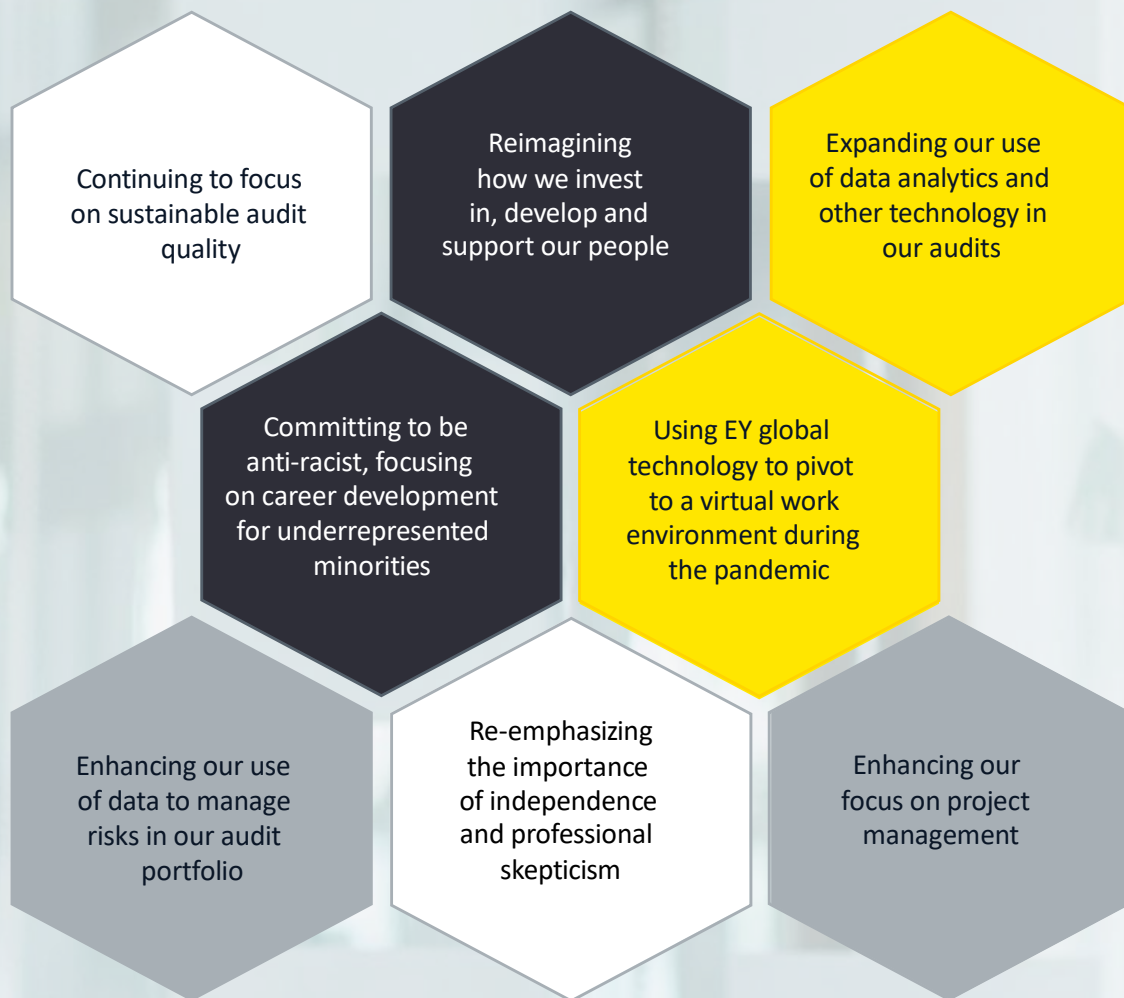 Continuing to focus
on sustainable audit
quality
Reimagining
how we invest
in, develop and
support our people
Expanding our use
of data analytics and
other technology in
our audits
Committing to be
anti-racist, focusing
on career development
for underrepresented
minorities
Using EY global
technology to pivot
to a virtual work
environment during
the pandemic
Enhancing our use
of data to manage
risks in our audit
portfolio
Re-emphasizing
the importance
of independence
and professional
skepticism
Enhancing our
focus on project
management